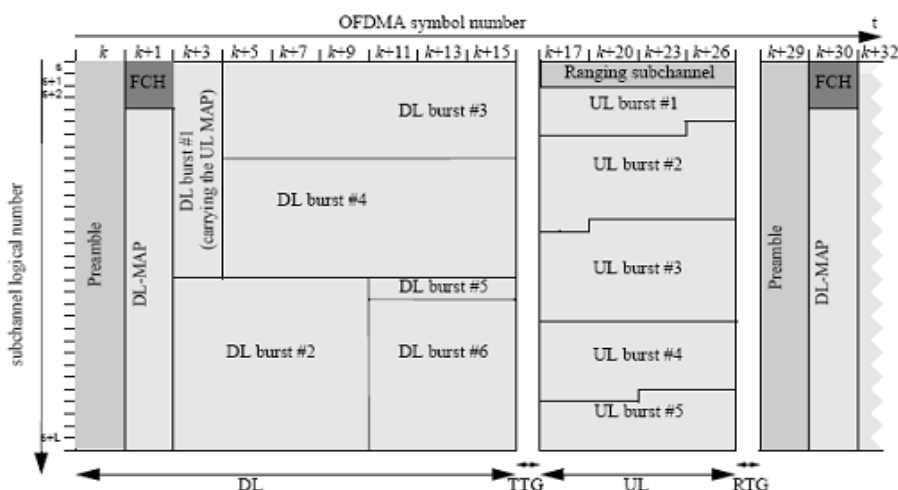 OFDMA symbol number
t
k k+1 k+3 k+5 k+7 k+9 k+11 k+13 k+15 k+17 k+20 k+23 k+26 k+29 k+30 k+32
s
s+1
s+2
s+L
subchannel logical number
Preamble
FCH
DL-MAP
DL burst #1
(carrying the UL MAP)
DL burst #3
DL burst #4
DL burst #2
DL burst #5
DL burst #6
Ranging subchannel
UL burst #1
UL burst #2
UL burst #3
UL burst #4
UL burst #5
Preamble
FCH
DL-MAP
DL TTG UL RTG